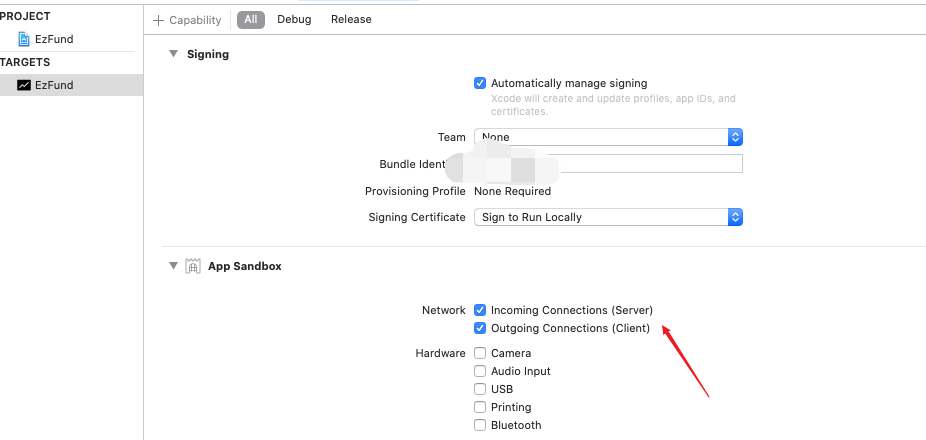 PROJECT
EzFund
TARGETS
EzFund
Capability
All
Debug
Release
Signing
Automatically manage signing
Xcode will create and update profiles, app IDs, and
certificates.
Team
None
Bundle
Provisioning Profile
None Required
Signing Certificate
Sign to Run Locally
App Sandbox
Network
Incoming Connections (Server)
Outgoing Connections (Client)
Hardware
Camera
Audio Input
USB
Printing
Bluetooth